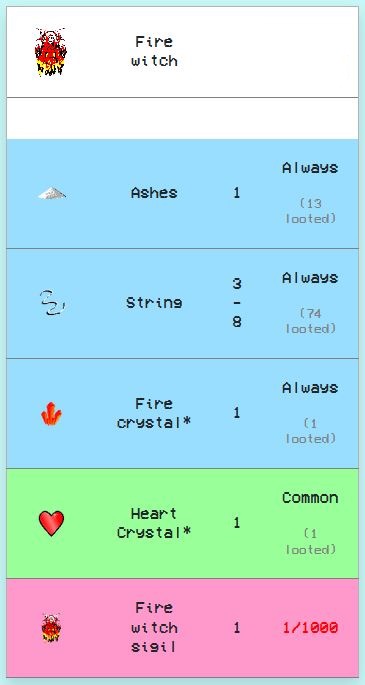 Fire
witch
Ashes 1 Always
(13
looted)
String 3
-
8 Always
(74
looted)
Fire
crystal* 1 Always
(1
looted)
Heart
Crystal* 1 Common
(1
looted)
Fire
witch
sigil 1 1/1000